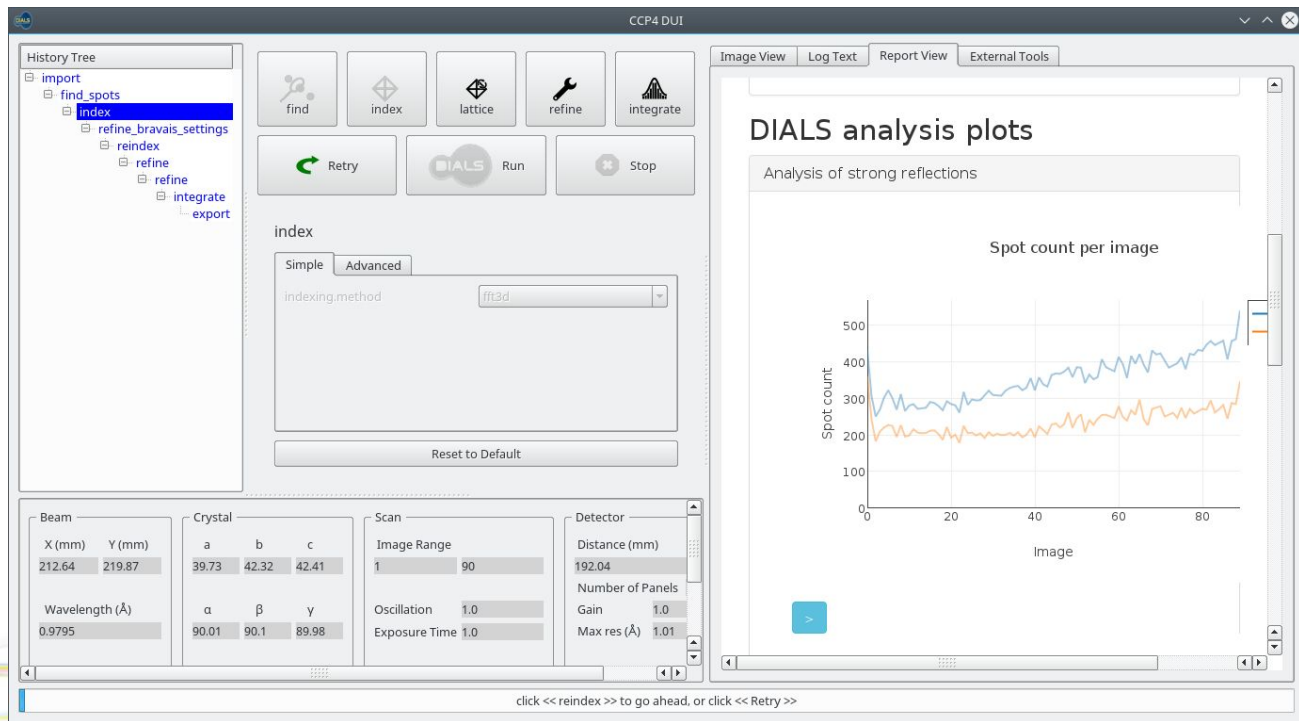 DIALS
CCP4 DUI
History Tree
import
find_spots
index
refine_bravais_settings
reindex
refine
refine
integrate
export
find
index
lattice
refine
integrate
Retry
DIALS
Run
Stop
index
Simple
Advanced
indexing.method
fft3d
Reset to Default
Beam
X (mm) Y (mm)
212.64 219.87
Wavelength (Å)
0.9795
Crystal
a b c
39.73 42.32 42.41
α β γ
90.01 90.1 89.98
Scan
Image Range
1 90
Oscillation 1.0
Exposure Time 1.0
Detector
Distance (mm)
192.04
Number of Panels
Gain 1.0
Max res (Å) 1.01
Image View
Log Text
Report View
External Tools
DIALS analysis plots
Analysis of strong reflections
Spot count per image
500
400
300
200
100
0
Spot count
0 20 40 60 80
Image
>
click << reindex >> to go ahead, or click << Retry >>